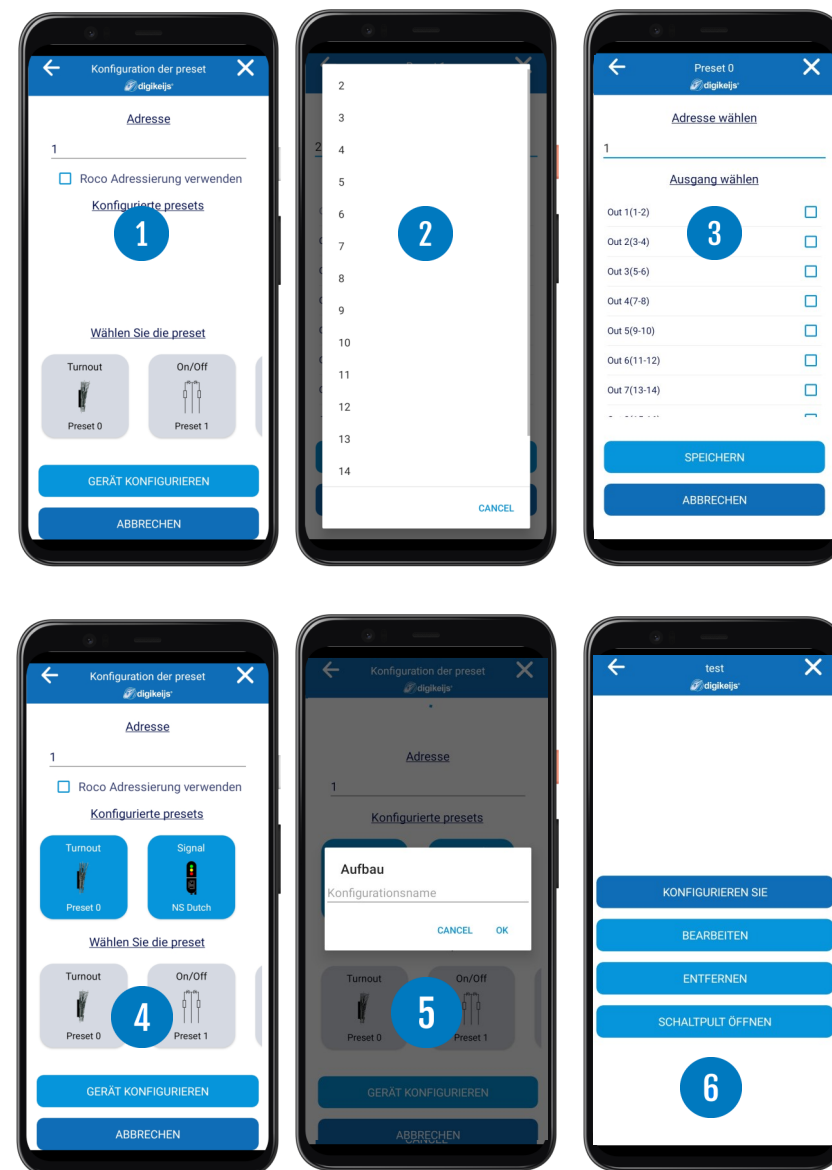 Konfiguration der preset
digikeijs
Adresse
1
Roco Adressierung verwenden
Konfigurierte presets
1
Wählen Sie die preset
Turnout
On/Off
Preset 0
Preset 1
GERÄT KONFIGURIEREN
ABBRECHEN
2
2
3
4
5
6
7
8
9
10
11
12
13
14
CANCEL
2
Preset 0
digikeijs
Adresse wählen
1
Ausgang wählen
Out 1(1-2)
Out 2(3-4)
Out 3(5-6)
Out 4(7-8)
Out 5(9-10)
Out 6(11-12)
Out 7(13-14)
3
SPEICHERN
ABBRECHEN
Konfiguration der preset
digikeijs
Adresse
1
Roco Adressierung verwenden
Konfigurierte presets
Turnout
Signal
Preset 0
NS Dutch
Wählen Sie die preset
Turnout
On/Off
Preset 0
Preset 1
4
GERÄT KONFIGURIEREN
ABBRECHEN
Konfiguration der preset
digikeijs
Adresse
1
Konfigurierte presets
Aufbau
Konfigurationsname
CANCEL OK
Turnout
On/Off
Preset 0
Preset 1
5
GERÄT KONFIGURIEREN
ABBRECHEN
CANCEL
test
digikeijs
KONFIGURIEREN SIE
BEARBEITEN
ENTFERNEN
SCHALTPULT ÖFFNEN
6